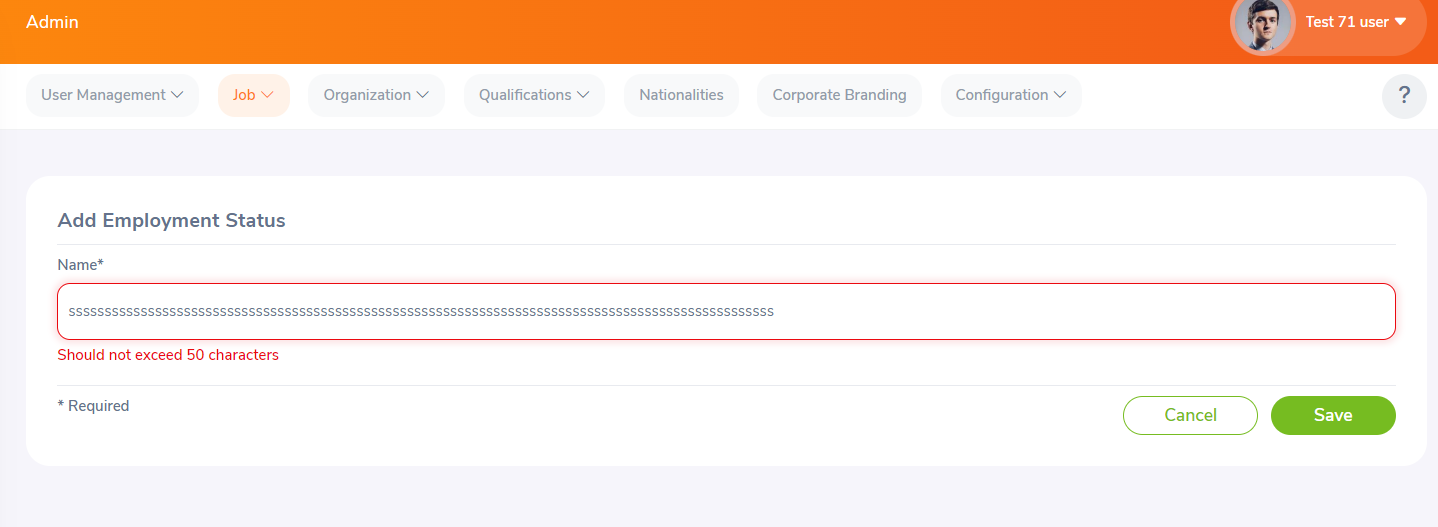 Admin
Test 71 user
User Management
Job
Organization
Qualifications
Nationalities
Corporate Branding
Configuration
?
Add Employment Status
Name*
ssssssssssssssssssssssssssssssssssssssssssssssssssssssssssssssssssssssssssssssssssssssssssssssssss
Should not exceed 50 characters
* Required
Cancel
Save